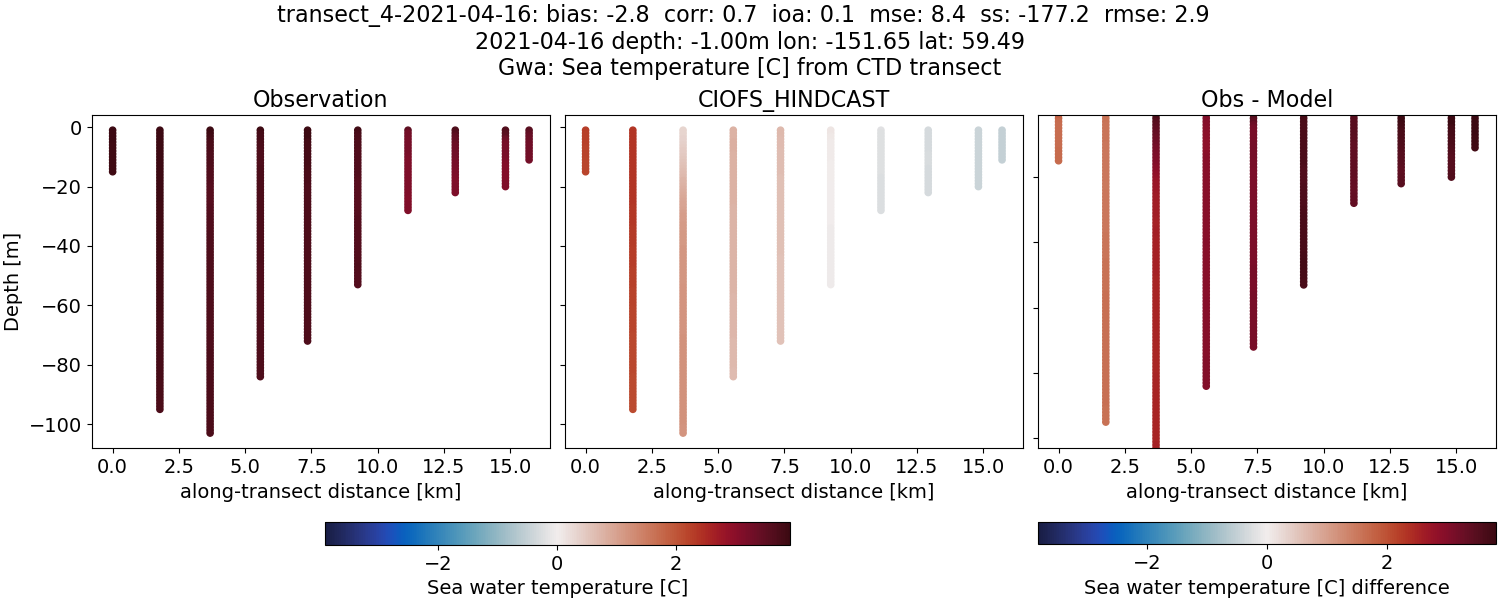 transect_4-2021-04-16: bias: -2.8  corr: 0.7  ioa: 0.1  mse: 8.4  ss: -177.2  rmse: 2.9
2021-04-16 depth: -1.00m lon: -151.65 lat: 59.49
Gwa: Sea temperature [C] from CTD transect
Observation
CIOFS_HINDCAST
Obs - Model
Depth [m]
0
−20
−40
−60
−80
−100
0.0 2.5 5.0 7.5 10.0 12.5 15.0
0.0 2.5 5.0 7.5 10.0 12.5 15.0
0.0 2.5 5.0 7.5 10.0 12.5 15.0
along-transect distance [km]
along-transect distance [km]
along-transect distance [km]
−2 0 2
Sea water temperature [C]
−2 0 2
Sea water temperature [C] difference